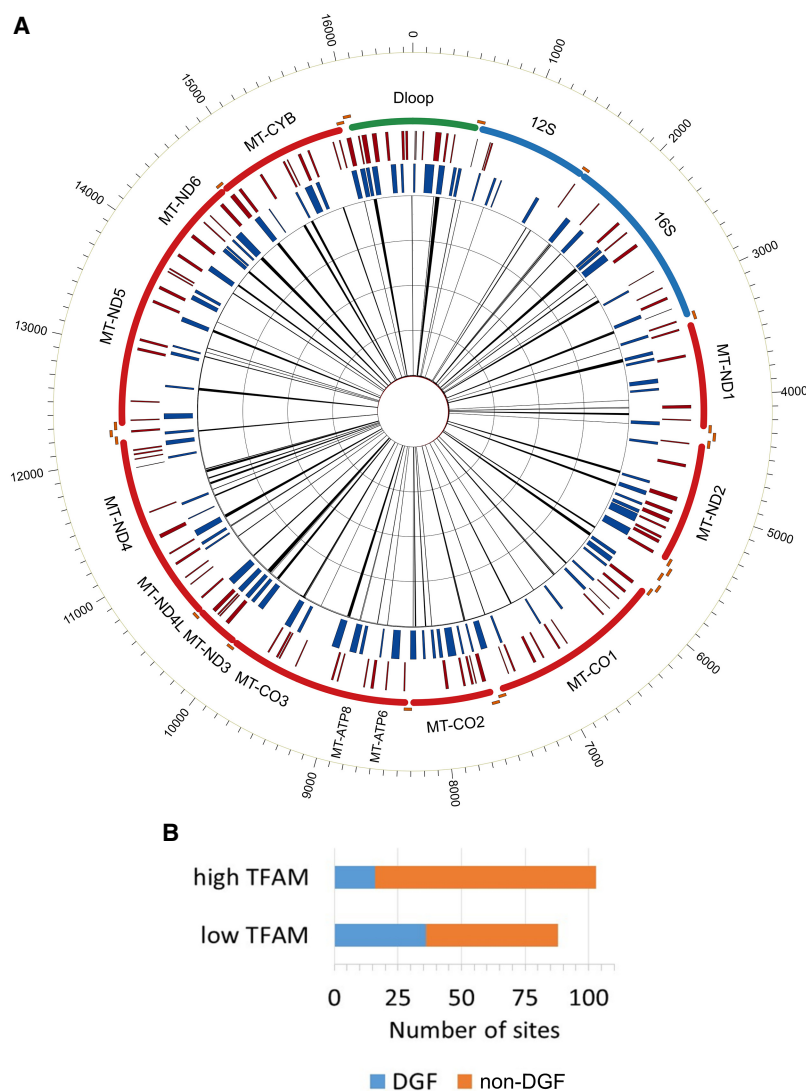 A
0
1000
2000
3000
4000
5000
6000
7000
8000
9000
10000
11000
12000
13000
14000
15000
16000
Dloop
12S
16S
MT-ND1
MT-ND2
MT-CO1
MT-CO2
MT-ATP6
MT-ATP8
MT-CO3
MT-ND3
MT-ND4L
MT-ND4
MT-ND5
MT-ND6
MT-CYB
B
high TFAM
low TFAM
0 25 50 75 100
Number of sites
DGF non-DGF